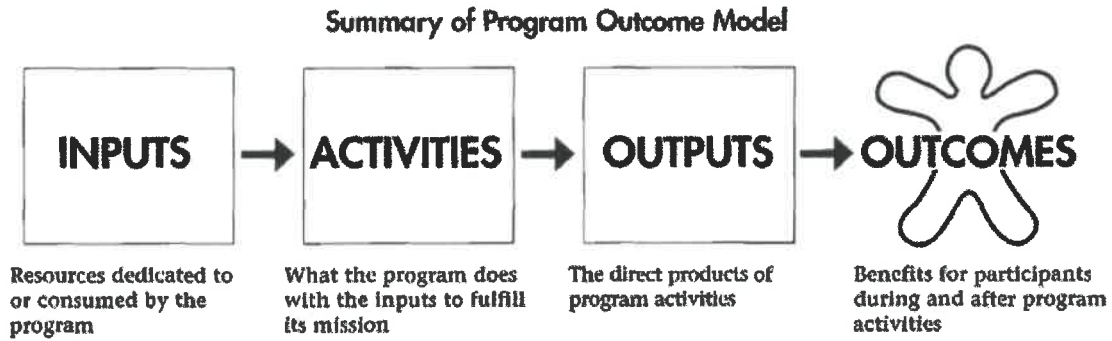 Summary of Program Outcome Model
INPUTS
ACTIVITIES
OUTPUTS
OUTCOMES
Resources dedicated to
or consumed by the
program
What the program does
with the inputs to fulfill
its mission
The direct products of
program activities
Benefits for participants
during and after program
activities